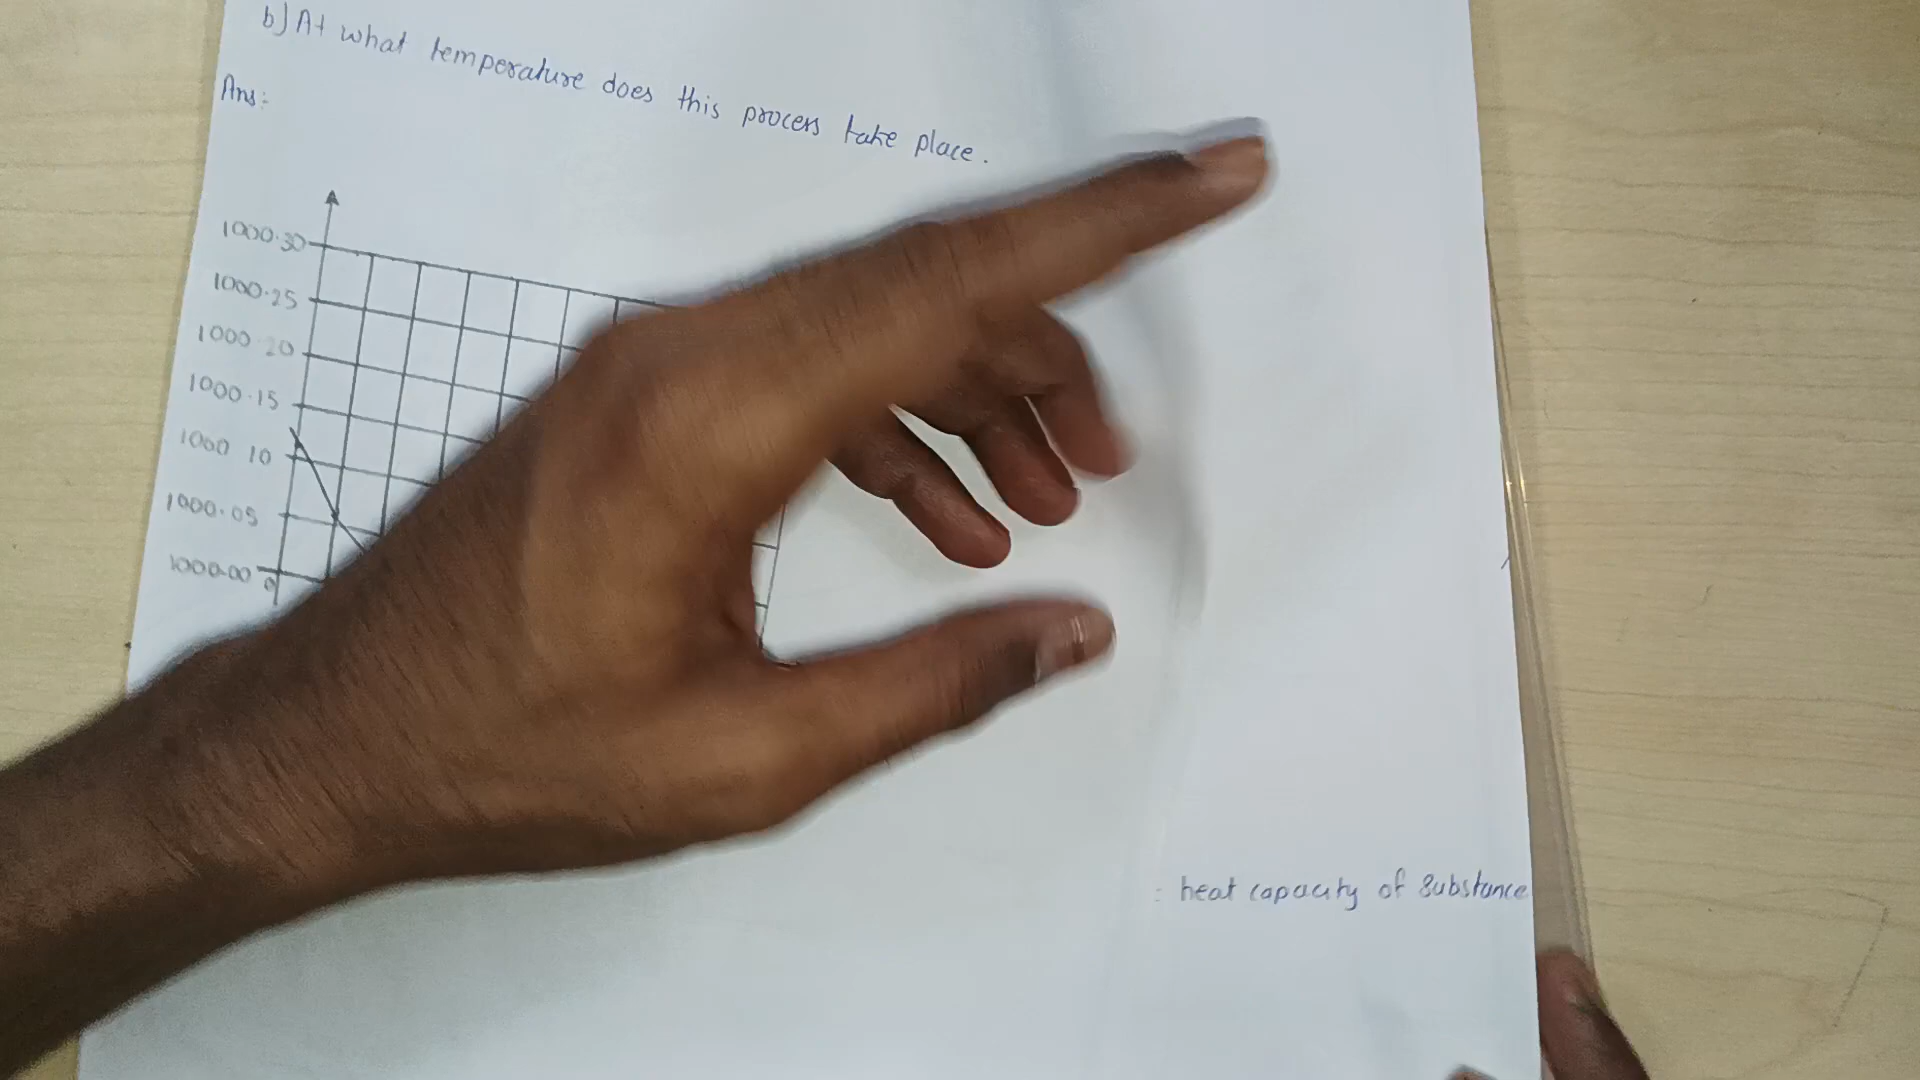 b) At what temperature does this process take place.
Ans:
1000.30
1000.25
1000.20
1000.15
1000 10
1000.05
1000.00
0
: heat capacity of substance